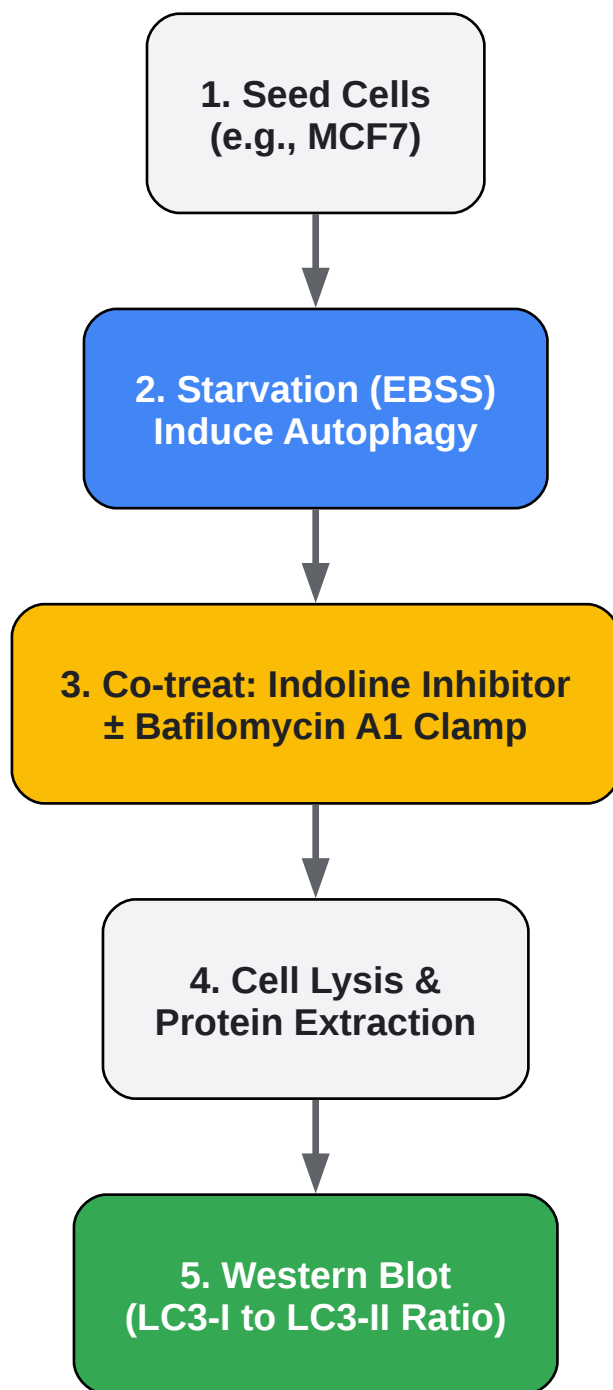 1. Seed Cells
(e.g., MCF7)
2. Starvation (EBSS)
Induce Autophagy
3. Co-treat: Indoline Inhibitor
± Bafilomycin A1 Clamp
4. Cell Lysis &
Protein Extraction
5. Western Blot
(LC3-I to LC3-II Ratio)